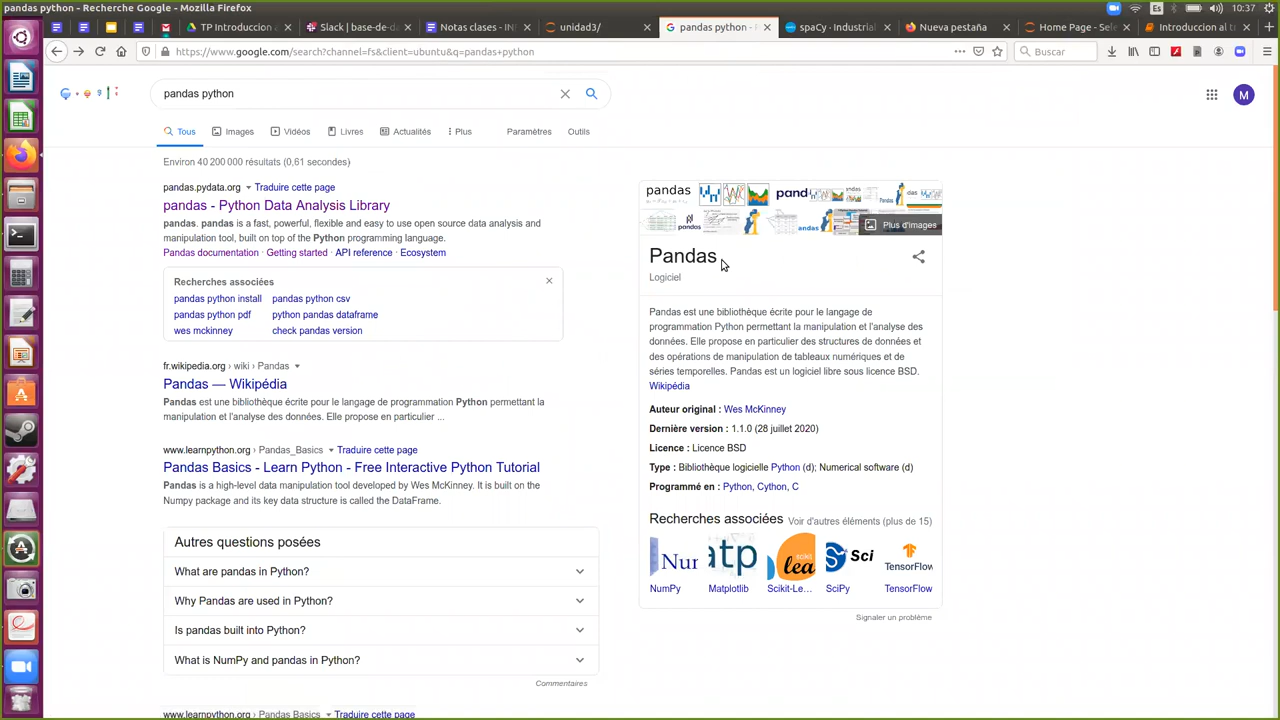 pandas python - Recherche Google - Mozilla Firefox
Es
10:37
TP Introduccion
Slack | base-de-da
Notas clases - IN
unidad3/
pandas python - R
spaCy · Industrial
Nueva pestaña
Home Page - Sele
Introduccion al t
https://www.google.com/search?channel=fs&client=ubuntu&q=pandas+python
Buscar
pandas python
M
Tous
Images
Vidéos
Livres
Actualités
Plus
Paramètres
Outils
Environ 40 200 000 résultats (0,61 secondes)
pandas.pydata.org Traduire cette page
pandas - Python Data Analysis Library
pandas. pandas is a fast, powerful, flexible and easy to use open source data analysis and
manipulation tool, built on top of the Python programming language.
Pandas documentation · Getting started · API reference · Ecosystem
Recherches associées
pandas python install pandas python csv
pandas python pdf python pandas dataframe
wes mckinney check pandas version
fr.wikipedia.org › wiki › Pandas
Pandas — Wikipédia
Pandas est une bibliothèque écrite pour le langage de programmation Python permettant la
manipulation et l'analyse des données. Elle propose en particulier ...
www.learnpython.org › Pandas_Basics Traduire cette page
Pandas Basics - Learn Python - Free Interactive Python Tutorial
Pandas is a high-level data manipulation tool developed by Wes McKinney. It is built on the
Numpy package and its key data structure is called the DataFrame.
Autres questions posées
What are pandas in Python?
Why Pandas are used in Python?
Is pandas built into Python?
What is NumPy and pandas in Python?
Commentaires
www.learnpython.org › Pandas Basics Traduire cette page
pandas
Plus d'images
Pandas
Logiciel
Pandas est une bibliothèque écrite pour le langage de
programmation Python permettant la manipulation et l'analyse des
données. Elle propose en particulier des structures de données et
des opérations de manipulation de tableaux numériques et de
séries temporelles. Pandas est un logiciel libre sous licence BSD.
Wikipédia
Auteur original : Wes McKinney
Dernière version : 1.1.0 (28 juillet 2020)
Licence : Licence BSD
Type : Bibliothèque logicielle Python (d); Numerical software (d)
Programmé en : Python, Cython, C
Recherches associées Voir d'autres éléments (plus de 15)
NumPy
Matplotlib
Scikit-Le...
SciPy
TensorFlow
Signaler un problème